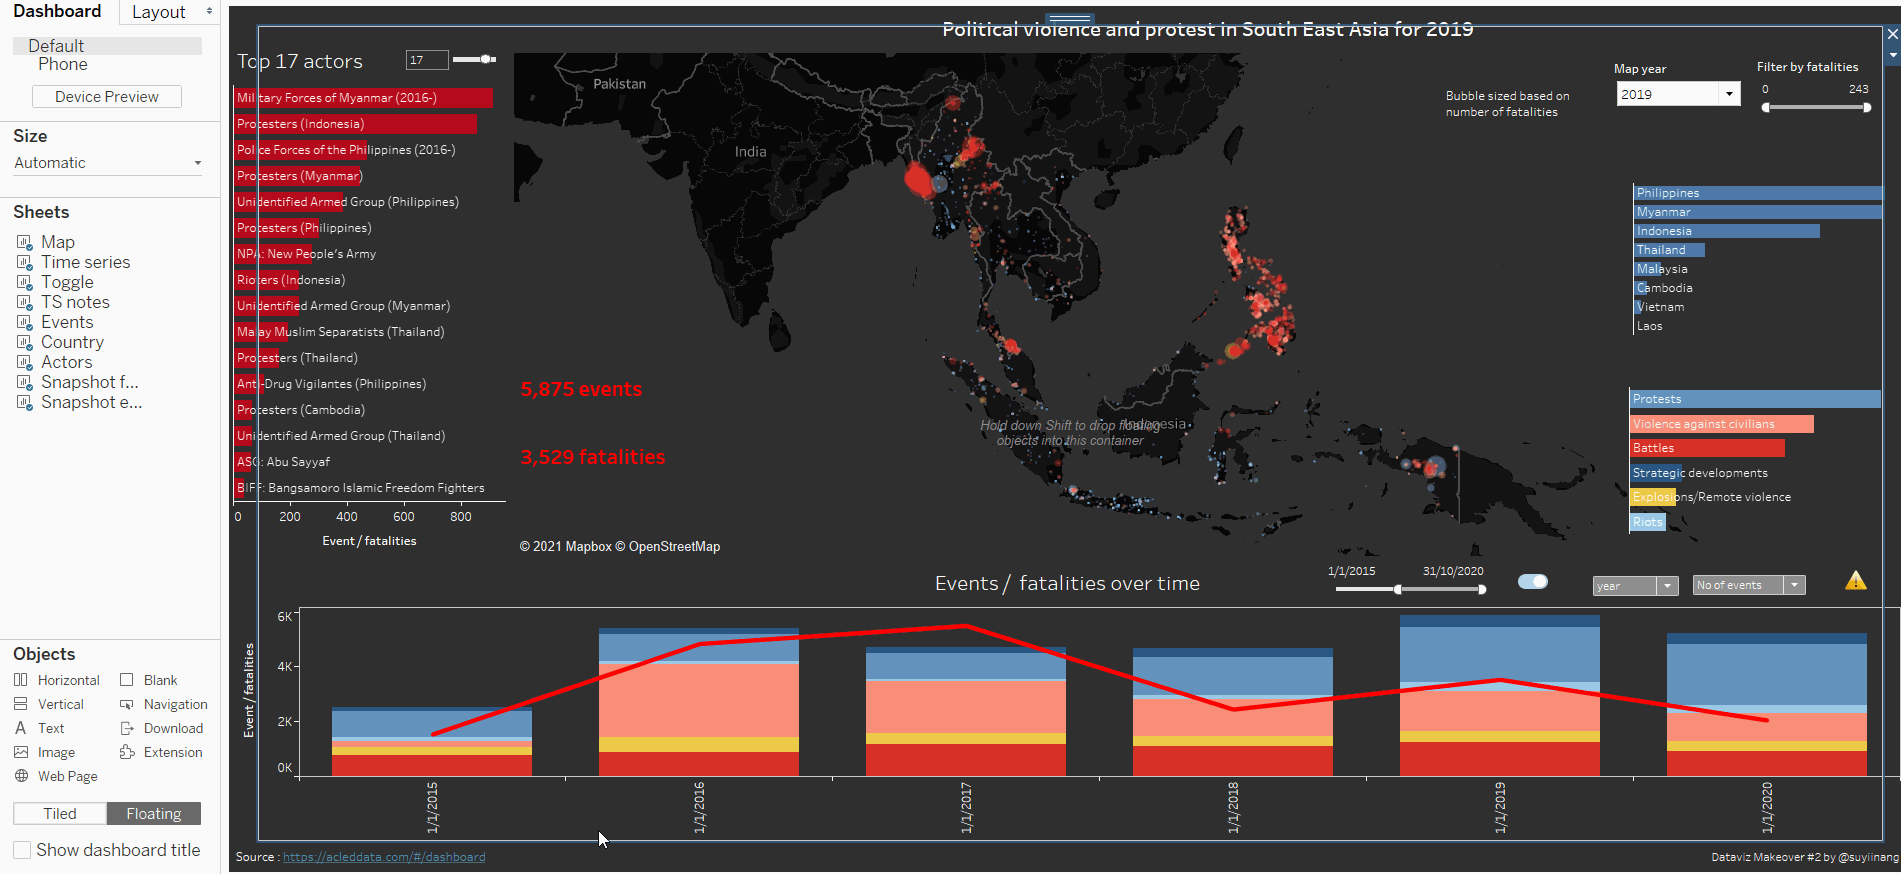 Dashboard
Layout
Default
Phone
Device Preview
Size
Automatic
Sheets
Map
Time series
Toggle
TS notes
Events
Country
Actors
Snapshot f...
Snapshot e...
Objects
Horizontal
Blank
Vertical
Navigation
Text
Download
Image
Extension
Web Page
Tiled
Floating
Show dashboard title
Political violence and protest in South East Asia for 2019
Top 17 actors
17
Military Forces of Myanmar (2016-)
Protesters (Indonesia)
Police Forces of the Philippines (2016-)
Protesters (Myanmar)
Unidentified Armed Group (Philippines)
Protesters (Philippines)
NPA: New People's Army
Rioters (Indonesia)
Unidentified Armed Group (Myanmar)
Malay Muslim Separatists (Thailand)
Protesters (Thailand)
Anti-Drug Vigilantes (Philippines)
Protesters (Cambodia)
Unidentified Armed Group (Thailand)
ASG: Abu Sayyaf
BIFF: Bangsamoro Islamic Freedom Fighters
0 200 400 600 800
Event / fatalities
Pakistan
India
Indonesia
5,875 events
3,529 fatalities
Hold down Shift to drop floating
objects into this container
© 2021 Mapbox © OpenStreetMap
Bubble sized based on
number of fatalities
Map year
2019
Filter by fatalities
0 243
Philippines
Myanmar
Indonesia
Thailand
Malaysia
Cambodia
Vietnam
Laos
Protests
Violence against civilians
Battles
Strategic developments
Explosions/Remote violence
Riots
Events / fatalities over time
1/1/2015 31/10/2020
year
No of events
Event / fatalities
6K
4K
2K
0K
1/1/2015
1/1/2016
1/1/2017
1/1/2018
1/1/2019
1/1/2020
Source : https://acleddata.com/#/dashboard
Dataviz Makeover #2 by @suyiinang